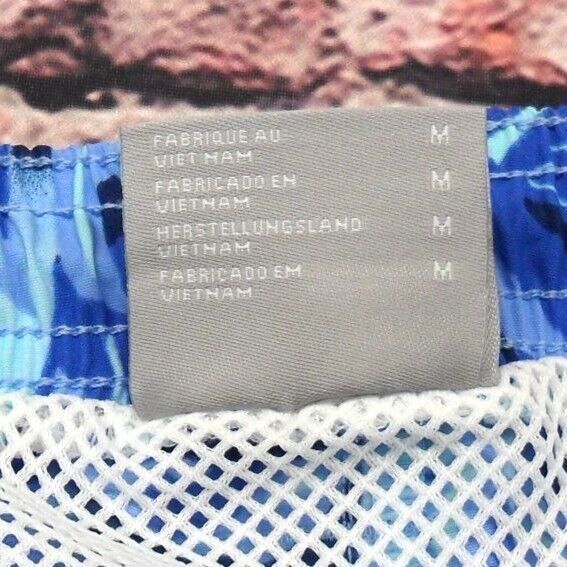 FABRIQUE AU M
VIET NAM
FABRICADO EN M
VIETNAM
HERSTELLUNGSLAND M
VIETNAM
FABRICADO EM M
VIETNAM